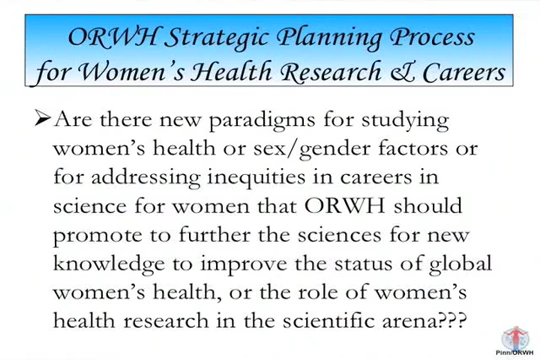 ORWH Strategic Planning Process
for Women's Health Research & Careers
➢Are there new paradigms for studying
women's health or sex/gender factors or
for addressing inequities in careers in
science for women that ORWH should
promote to further the sciences for new
knowledge to improve the status of global
women's health, or the role of women's
health research in the scientific arena???
Pinn/ORWH